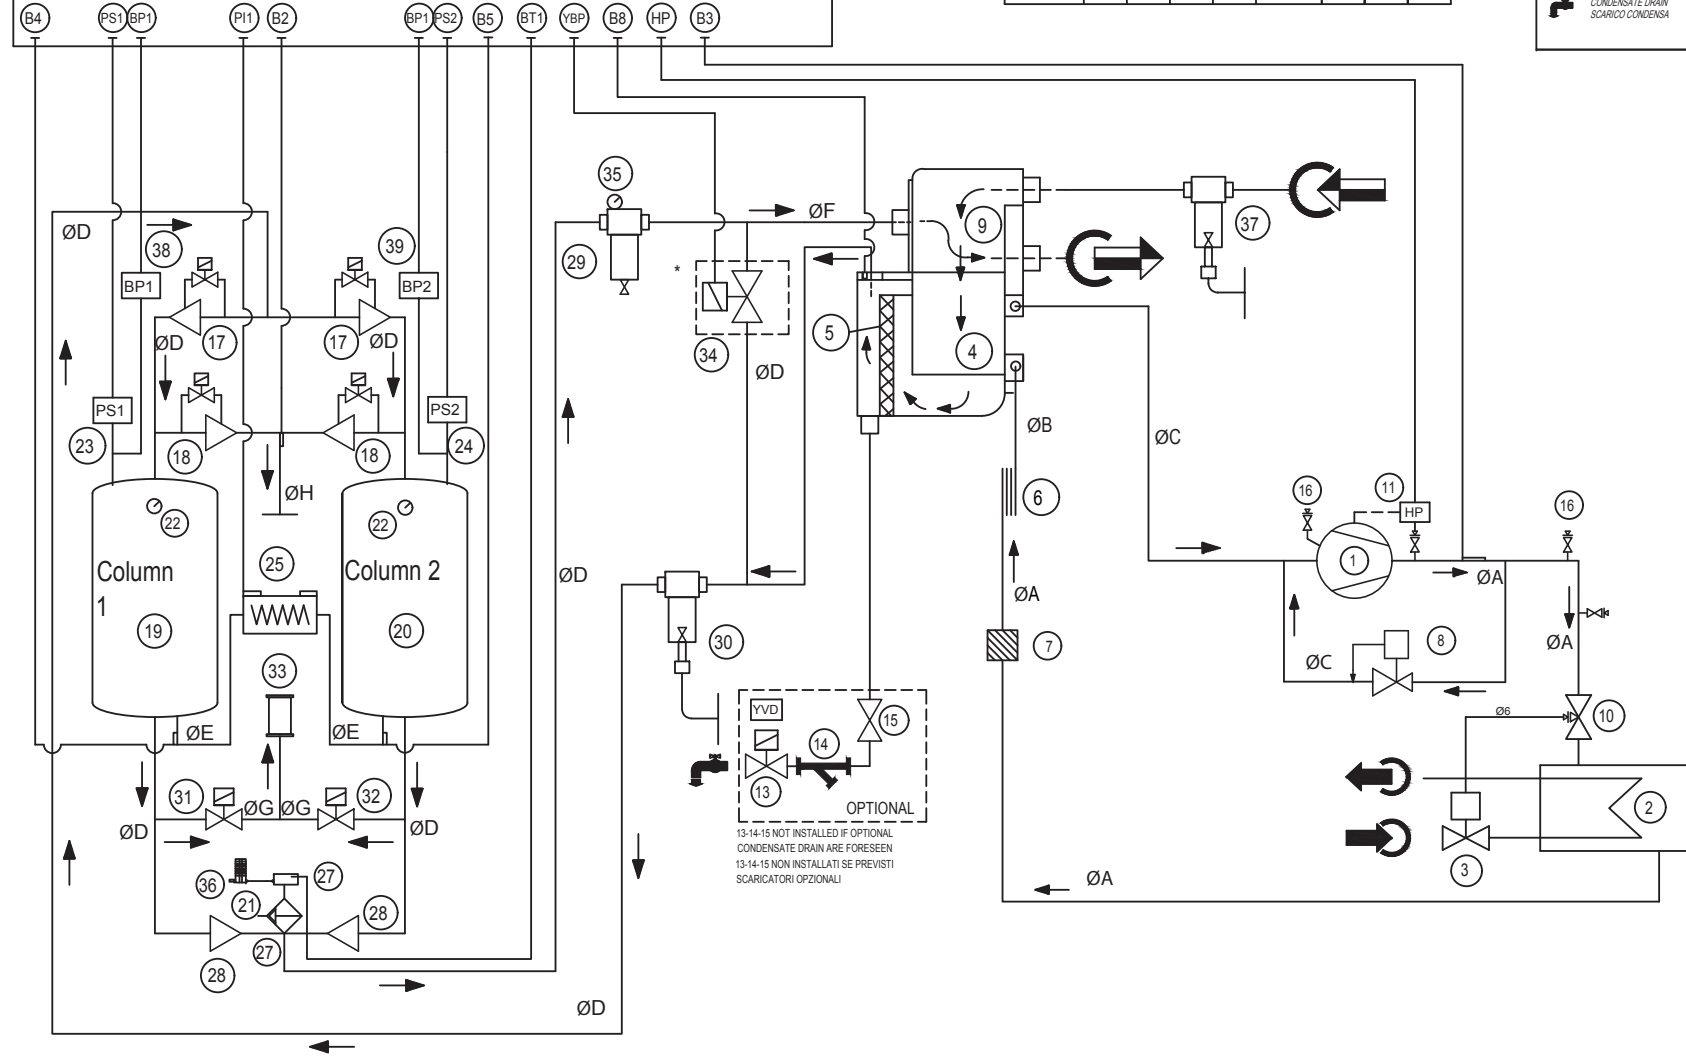 B4 PS1 BP1 PI1 B2 BP1 PS2 B5 BT1 YBP B8 HP B3
CONDENSATE DRAIN
SCARICO CONDENSA
35
ØD
38
39
ØF
9
37
29
*
BP1
BP2
5
17
17
ØD
ØD
34
4
ØD
PS1
PS2
23
18
18
24
ØB
ØC
22
ØH
22
6
16
11
16
HP
25
Column
1
Column 2
1
ØD
ØA
ØA
19
20
30
7
8
ØA
33
ØC
YVD
15
Ø6
10
ØE
ØE
14
31
ØG ØG
32
13
OPTIONAL
2
ØD
ØD
13-14-15 NOT INSTALLED IF OPTIONAL
CONDENSATE DRAIN ARE FORESEEN
13-14-15 NON INSTALLATI SE PREVISTI
SCARICATORI OPZIONALI
3
36
27
21
ØA
28
27
28
ØD